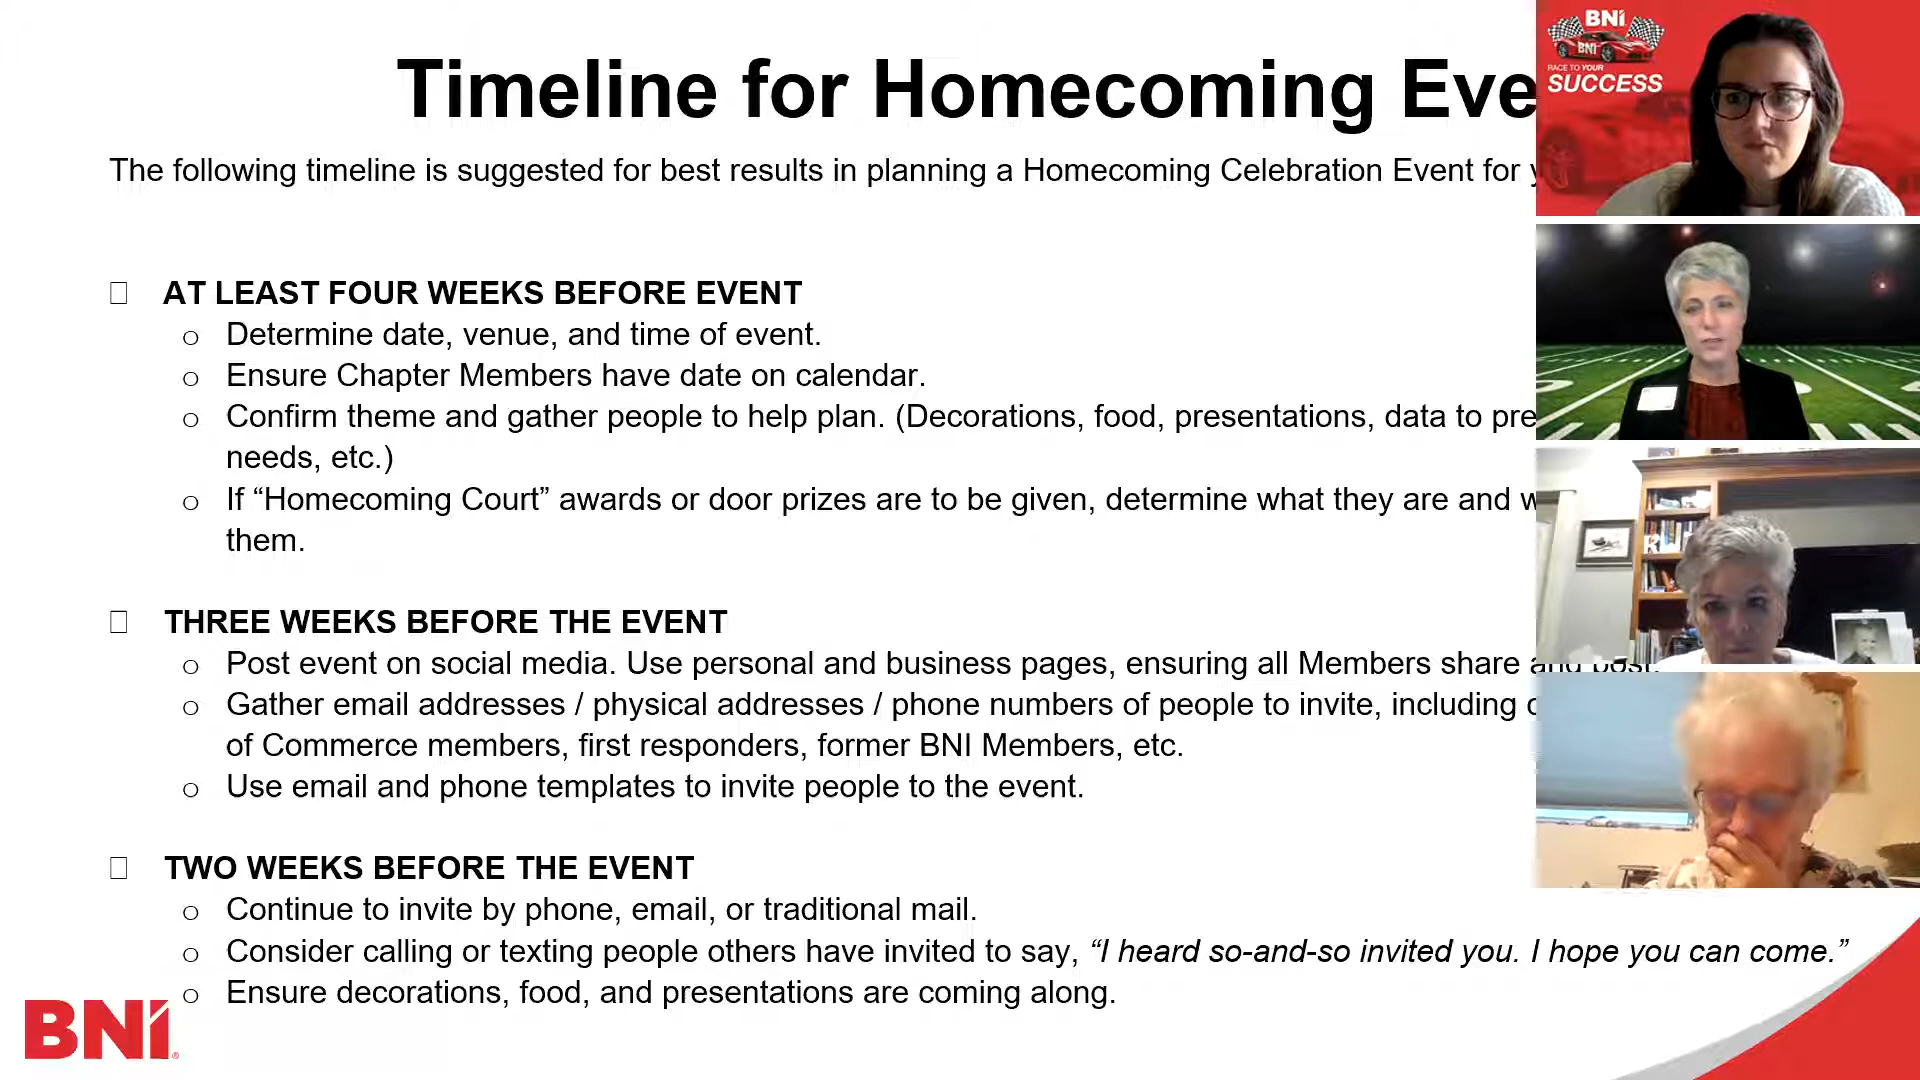 Timeline for Homecoming Eve
The following timeline is suggested for best results in planning a Homecoming Celebration Event for
AT LEAST FOUR WEEKS BEFORE EVENT
o Determine date, venue, and time of event.
o Ensure Chapter Members have date on calendar.
o Confirm theme and gather people to help plan. (Decorations, food, presentations, data to pre
needs, etc.)
o If “Homecoming Court” awards or door prizes are to be given, determine what they are and
them.
THREE WEEKS BEFORE THE EVENT
o Post event on social media. Use personal and business pages, ensuring all Members share and post.
o Gather email addresses / physical addresses / phone numbers of people to invite, including
of Commerce members, first responders, former BNI Members, etc.
o Use email and phone templates to invite people to the event.
TWO WEEKS BEFORE THE EVENT
o Continue to invite by phone, email, or traditional mail.
o Consider calling or texting people others have invited to say, “I heard so-and-so invited you. I hope you can come.”
o Ensure decorations, food, and presentations are coming along.
BNI®
BNI
BNI
RACE TO YOUR
SUCCESS